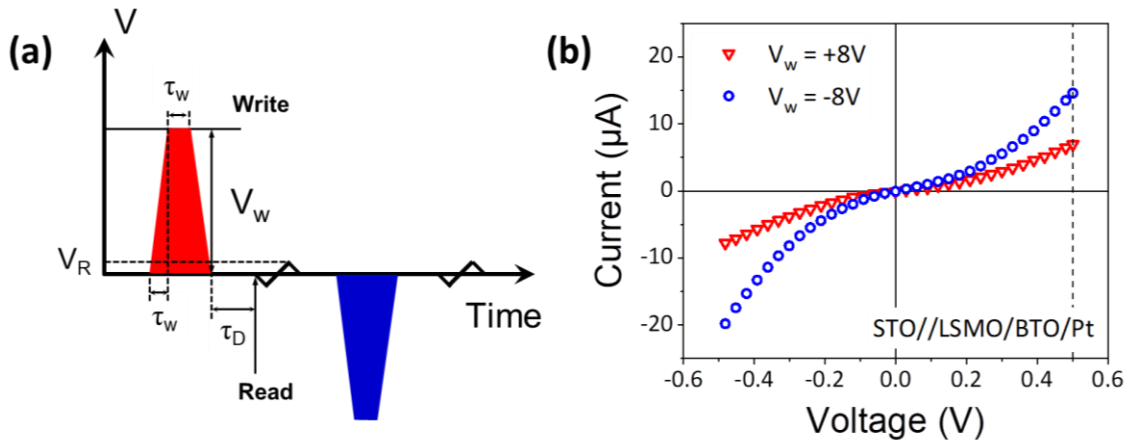 (a)
V
τw
Write
Vw
VR
Time
τw
τD
Read
(b)
Vw = +8V
Vw = -8V
Current (µA)
20
10
0
-10
-20
STO//LSMO/BTO/Pt
-0.6
-0.4
-0.2
0.0
0.2
0.4
0.6
Voltage (V)